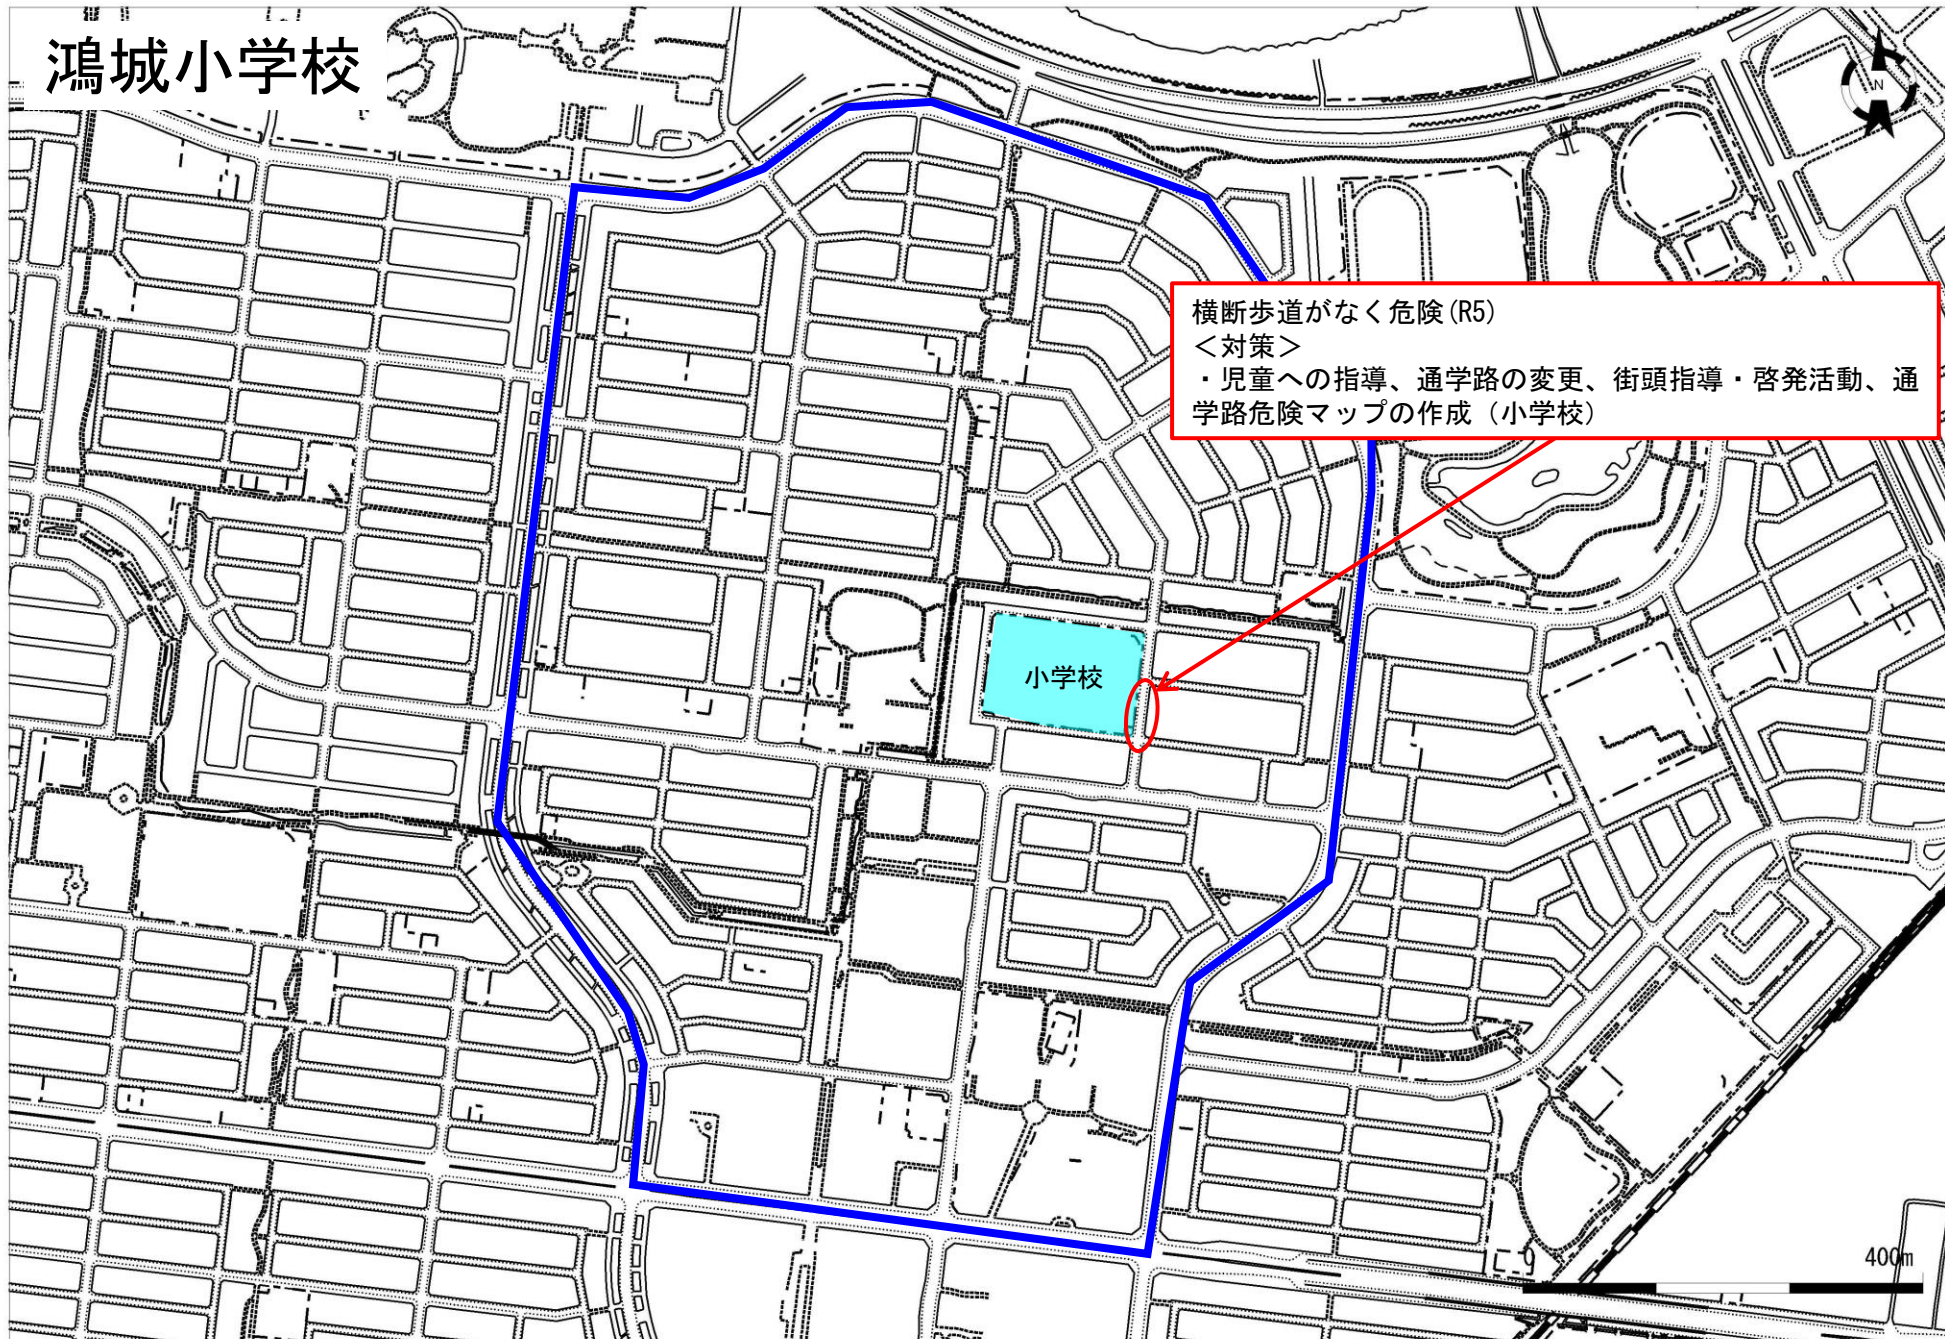 鴻城小学校
N
横断歩道がなく危険(R5)
＜対策＞
・児童への指導、通学路の変更、街頭指導・啓発活動、通
学路危険マップの作成（小学校）
小学校
0
400m